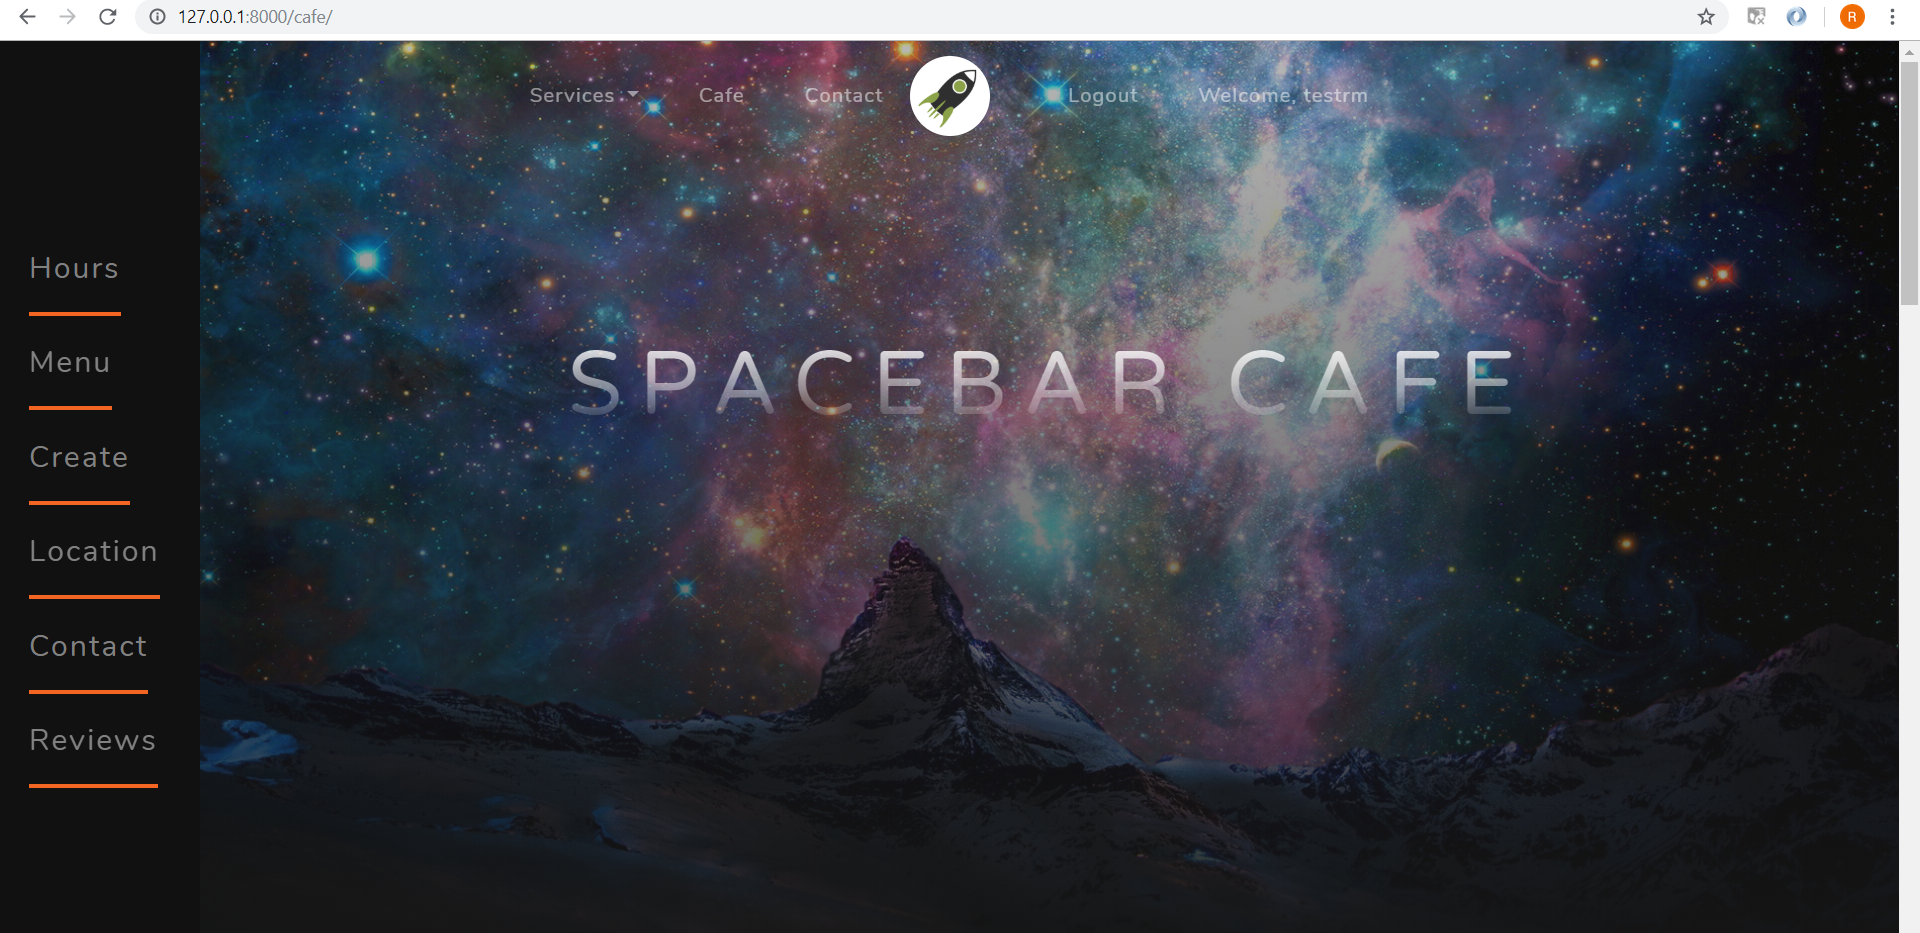 127.0.0.1:8000/cafe/
R
Services Cafe Contact Logout Welcome, testrm
Hours
Menu
Create
Location
Contact
Reviews
SPACEBAR CAFE